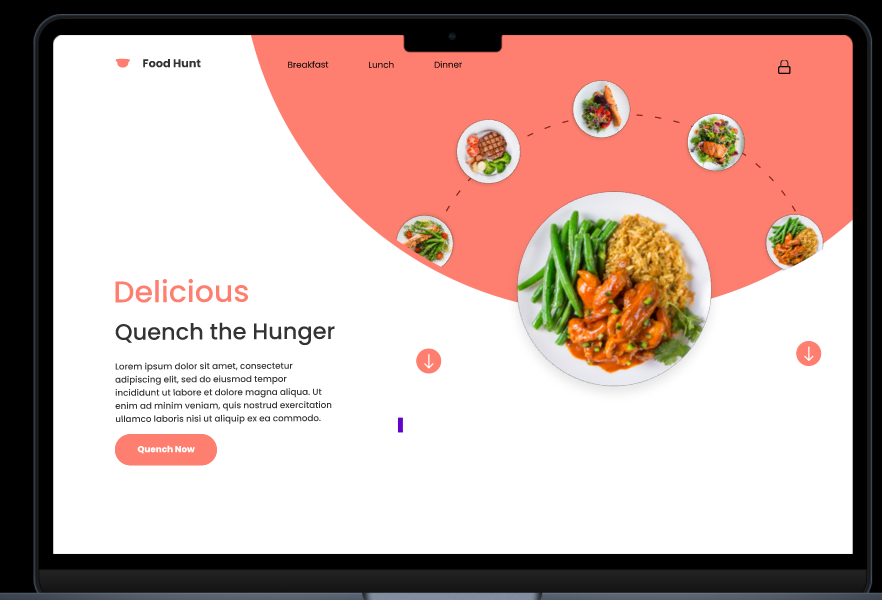 Food Hunt
Breakfast
Lunch
Dinner
Delicious
Quench the Hunger
Lorem ipsum dolor sit amet, consectetur
adipiscing elit, sed do eiusmod tempor
incididunt ut labore et dolore magna aliqua. Ut
enim ad minim veniam, quis nostrud exercitation
ullamco laboris nisi ut aliquip ex ea commodo.
Quench Now